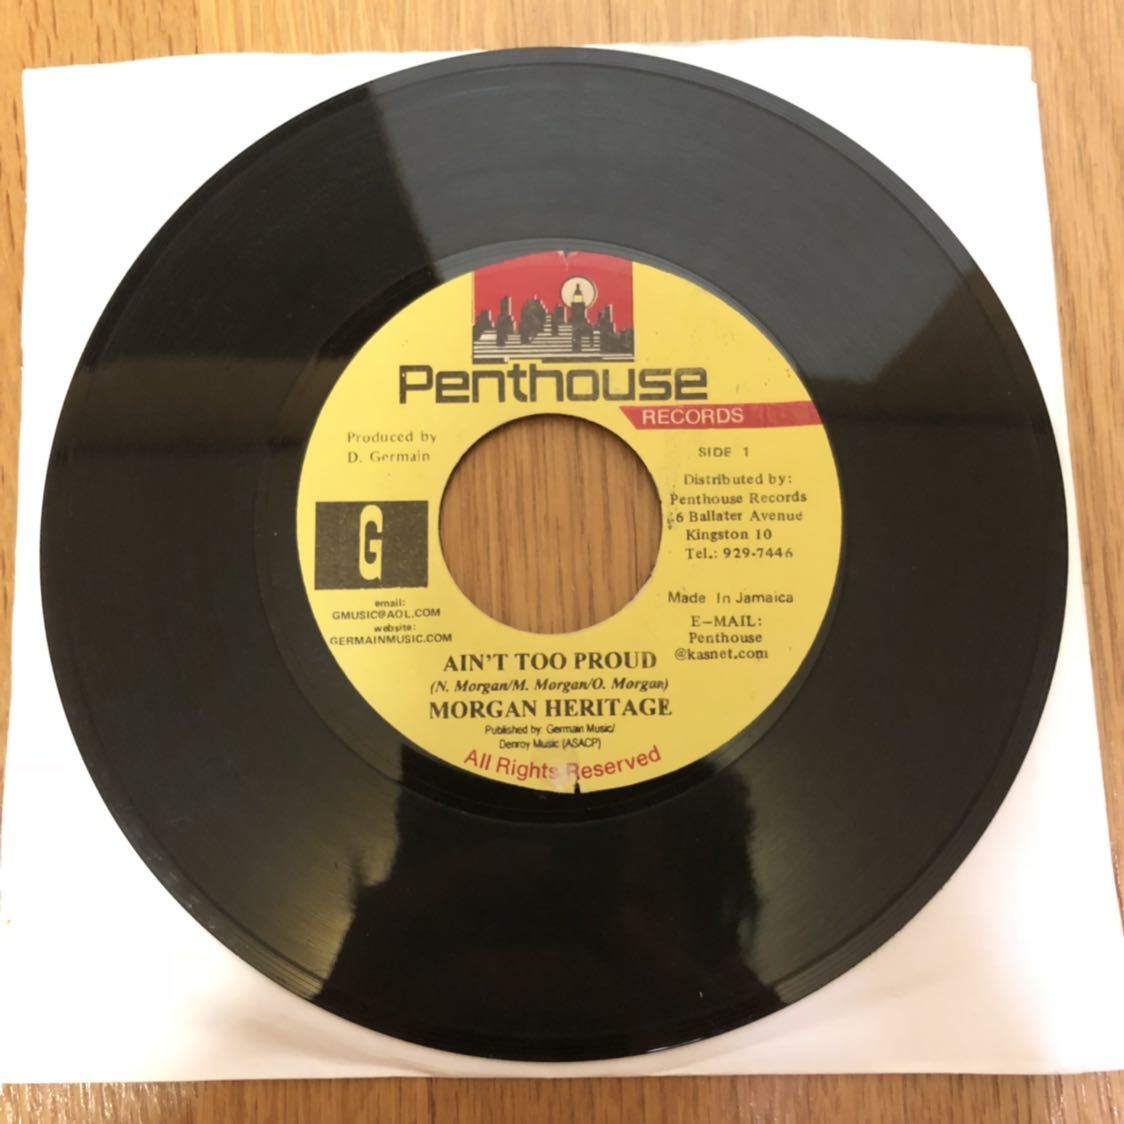 Penthouse
RECORDS
Produced by
D. Germain
SIDE 1
Distributed by:
Penthouse Records
6 Ballater Avenue
Kingston 10
Tel.: 929-7446
G
email:
GMUSIC@AOL.COM
website:
GERMAINMUSIC.COM
Made In Jamaica
E-MAIL:
Penthouse
@kasnet.com
AIN'T TOO PROUD
(N. Morgan/M. Morgan/O. Morgan)
MORGAN HERITAGE
Published by: Germain Music/
Denroy Music (ASACP)
All Rights Reserved